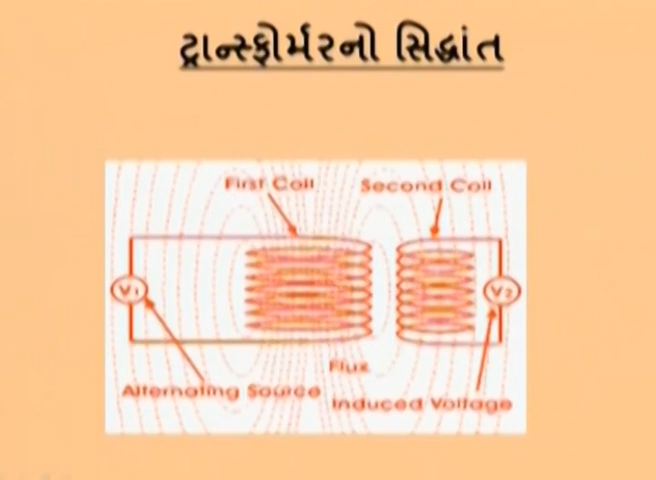 ટ્રાન્સફોર્મરનો સિદ્ધાંત
First Coil
Second Coil
V1
V2
Flux
Alternating Source
Induced Voltage